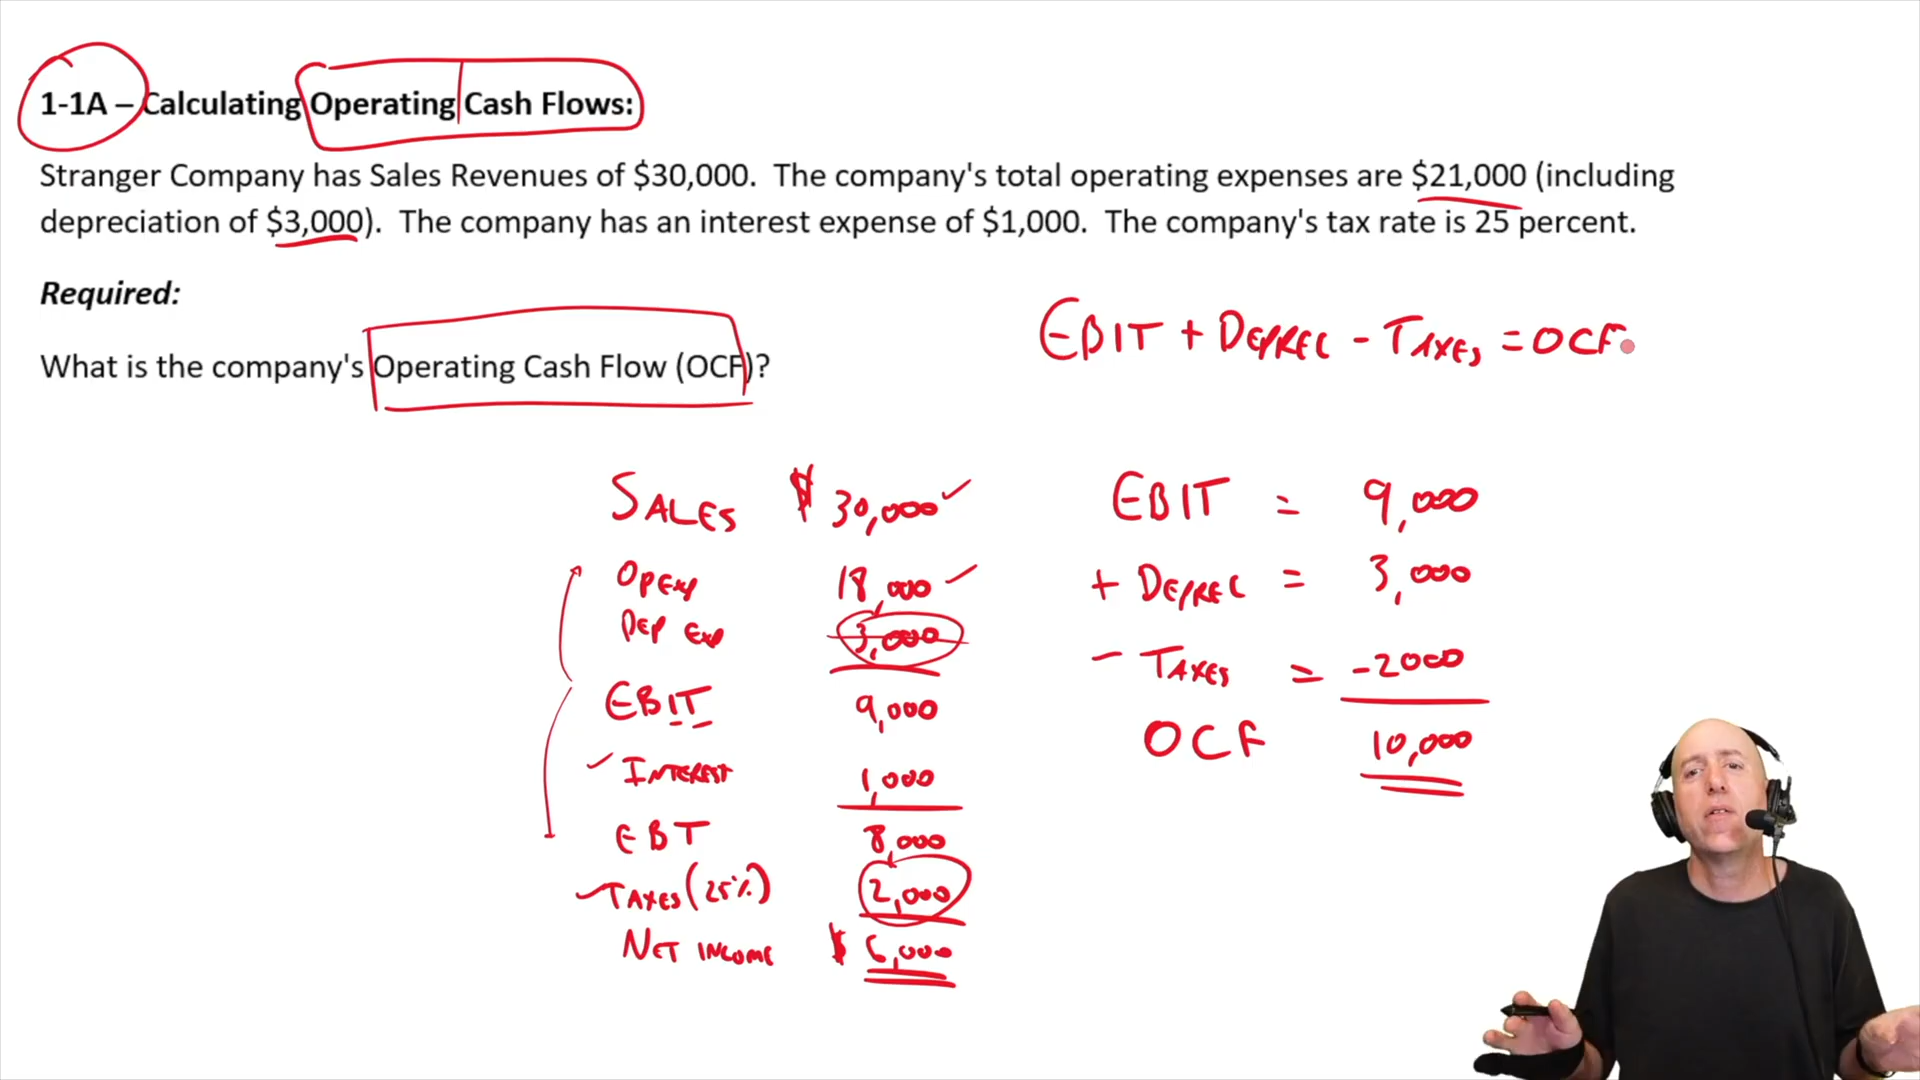 1-1A – Calculating Operating Cash Flows:
Stranger Company has Sales Revenues of $30,000. The company's total operating expenses are $21,000 (including
depreciation of $3,000). The company has an interest expense of $1,000. The company's tax rate is 25 percent.
Required:
What is the company's Operating Cash Flow (OCF)?
EBIT + DEPREC - TAXES = OCF
SALES $ 30,000
OPEXP 18,000
DEP EXP 3,000
EBIT 9,000
INTEREST 1,000
EBT 8,000
TAXES (25%) 2,000
NET INCOME $ 6,000
EBIT = 9,000
+ DEPREC = 3,000
- TAXES = -2000
OCF 10,000